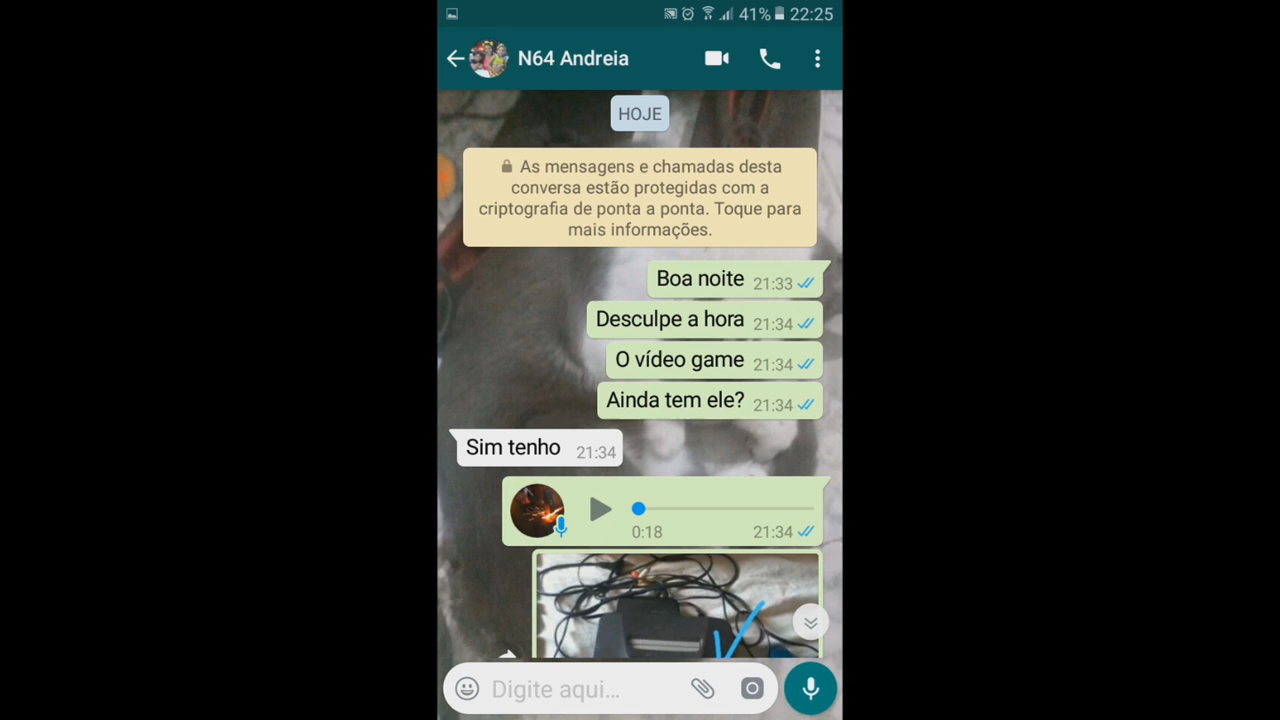 41% 22:25
N64 Andreia
HOJE
As mensagens e chamadas desta
conversa estão protegidas com a
criptografia de ponta a ponta. Toque para
mais informações.
Boa noite 21:33
Desculpe a hora 21:34
O vídeo game 21:34
Ainda tem ele? 21:34
Sim tenho 21:34
0:18 21:34
Digite aqui...